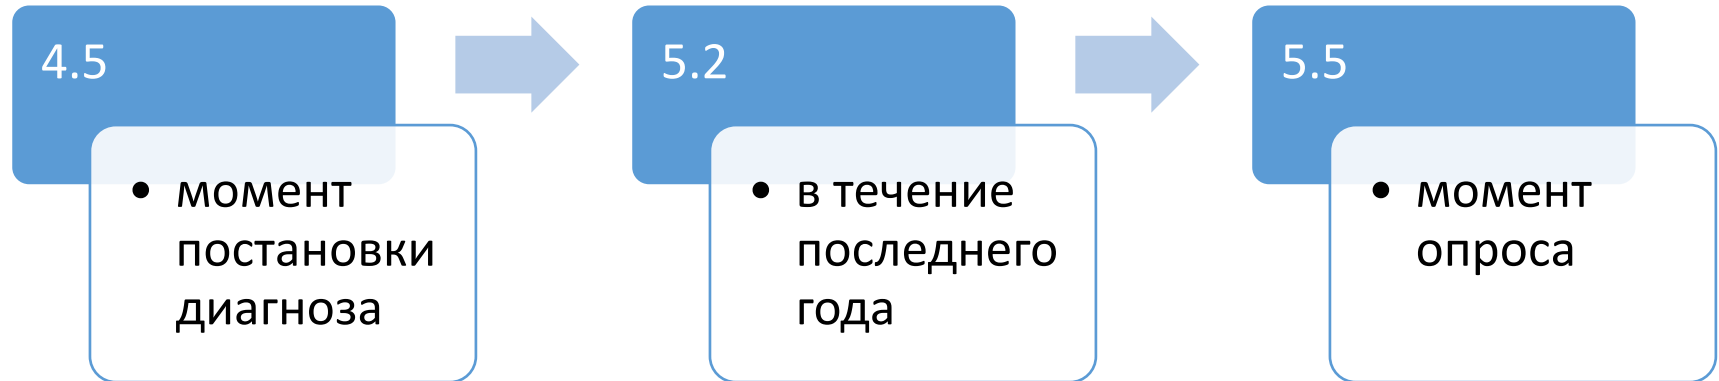 4.5
• момент
постановки
диагноза
5.2
• в течение
последнего
года
5.5
• момент
опроса